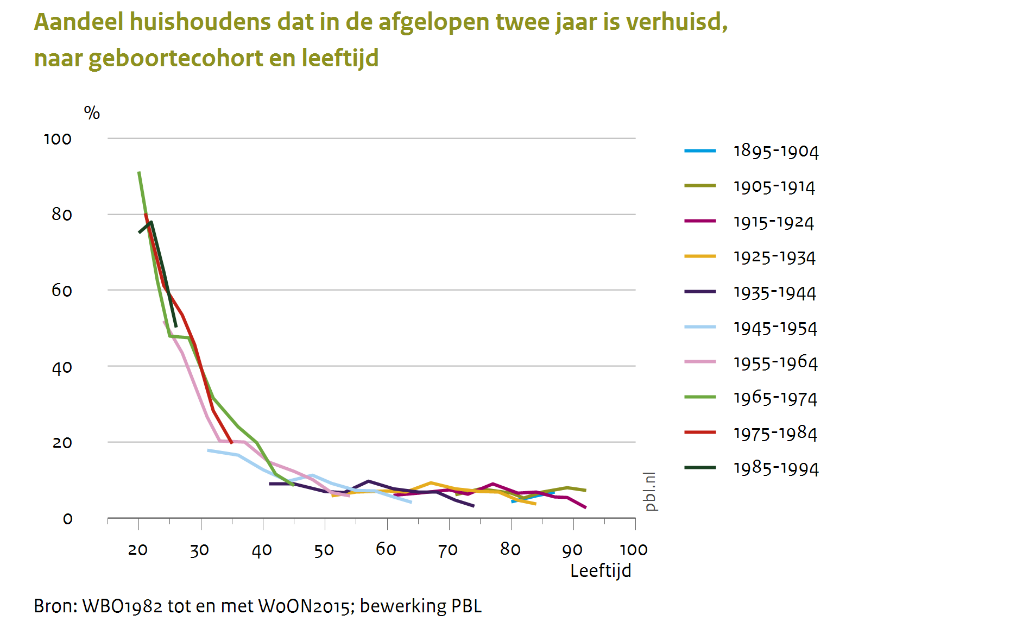 Aandeel huishoudens dat in de afgelopen twee jaar is verhuisd,
naar geboortecohort en leeftijd
%
100
80
60
40
20
0
20 30 40 50 60 70 80 90 100
Leeftijd
1895-1904
1905-1914
1915-1924
1925-1934
1935-1944
1945-1954
1955-1964
1965-1974
1975-1984
1985-1994
pbl.nl
Bron: WBO1982 tot en met WoON2015; bewerking PBL